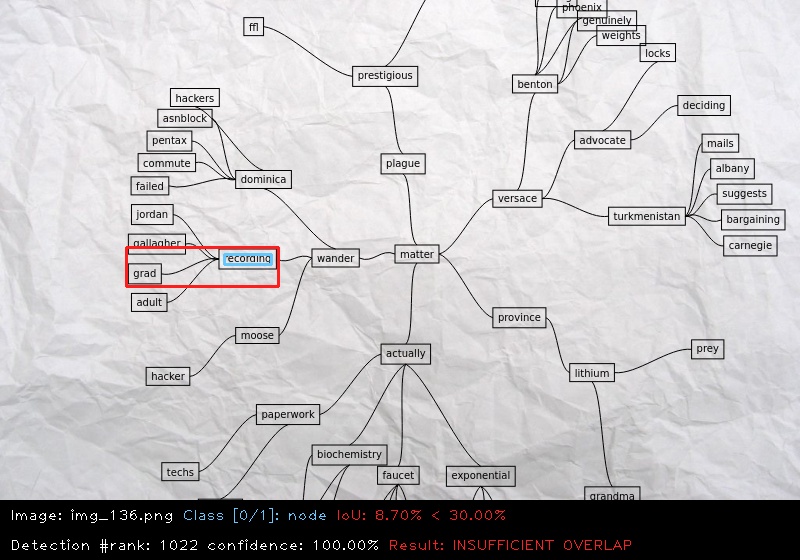 phoenix
genuinely
weights
ffl
locks
prestigious
benton
hackers
deciding
asnblock
pentax
advocate
mails
commute
plague
albany
failed
dominica
suggests
versace
jordan
turkmenistan
bargaining
gallagher
carnegie
recording
wander
matter
grad
adult
province
moose
actually
prey
hacker
lithium
paperwork
biochemistry
techs
faucet
exponential
grandma
Image: img_136.png Class [0/1]: node IoU: 8.70% < 30.00%
Detection #rank: 1022 confidence: 100.00% Result: INSUFFICIENT OVERLAP